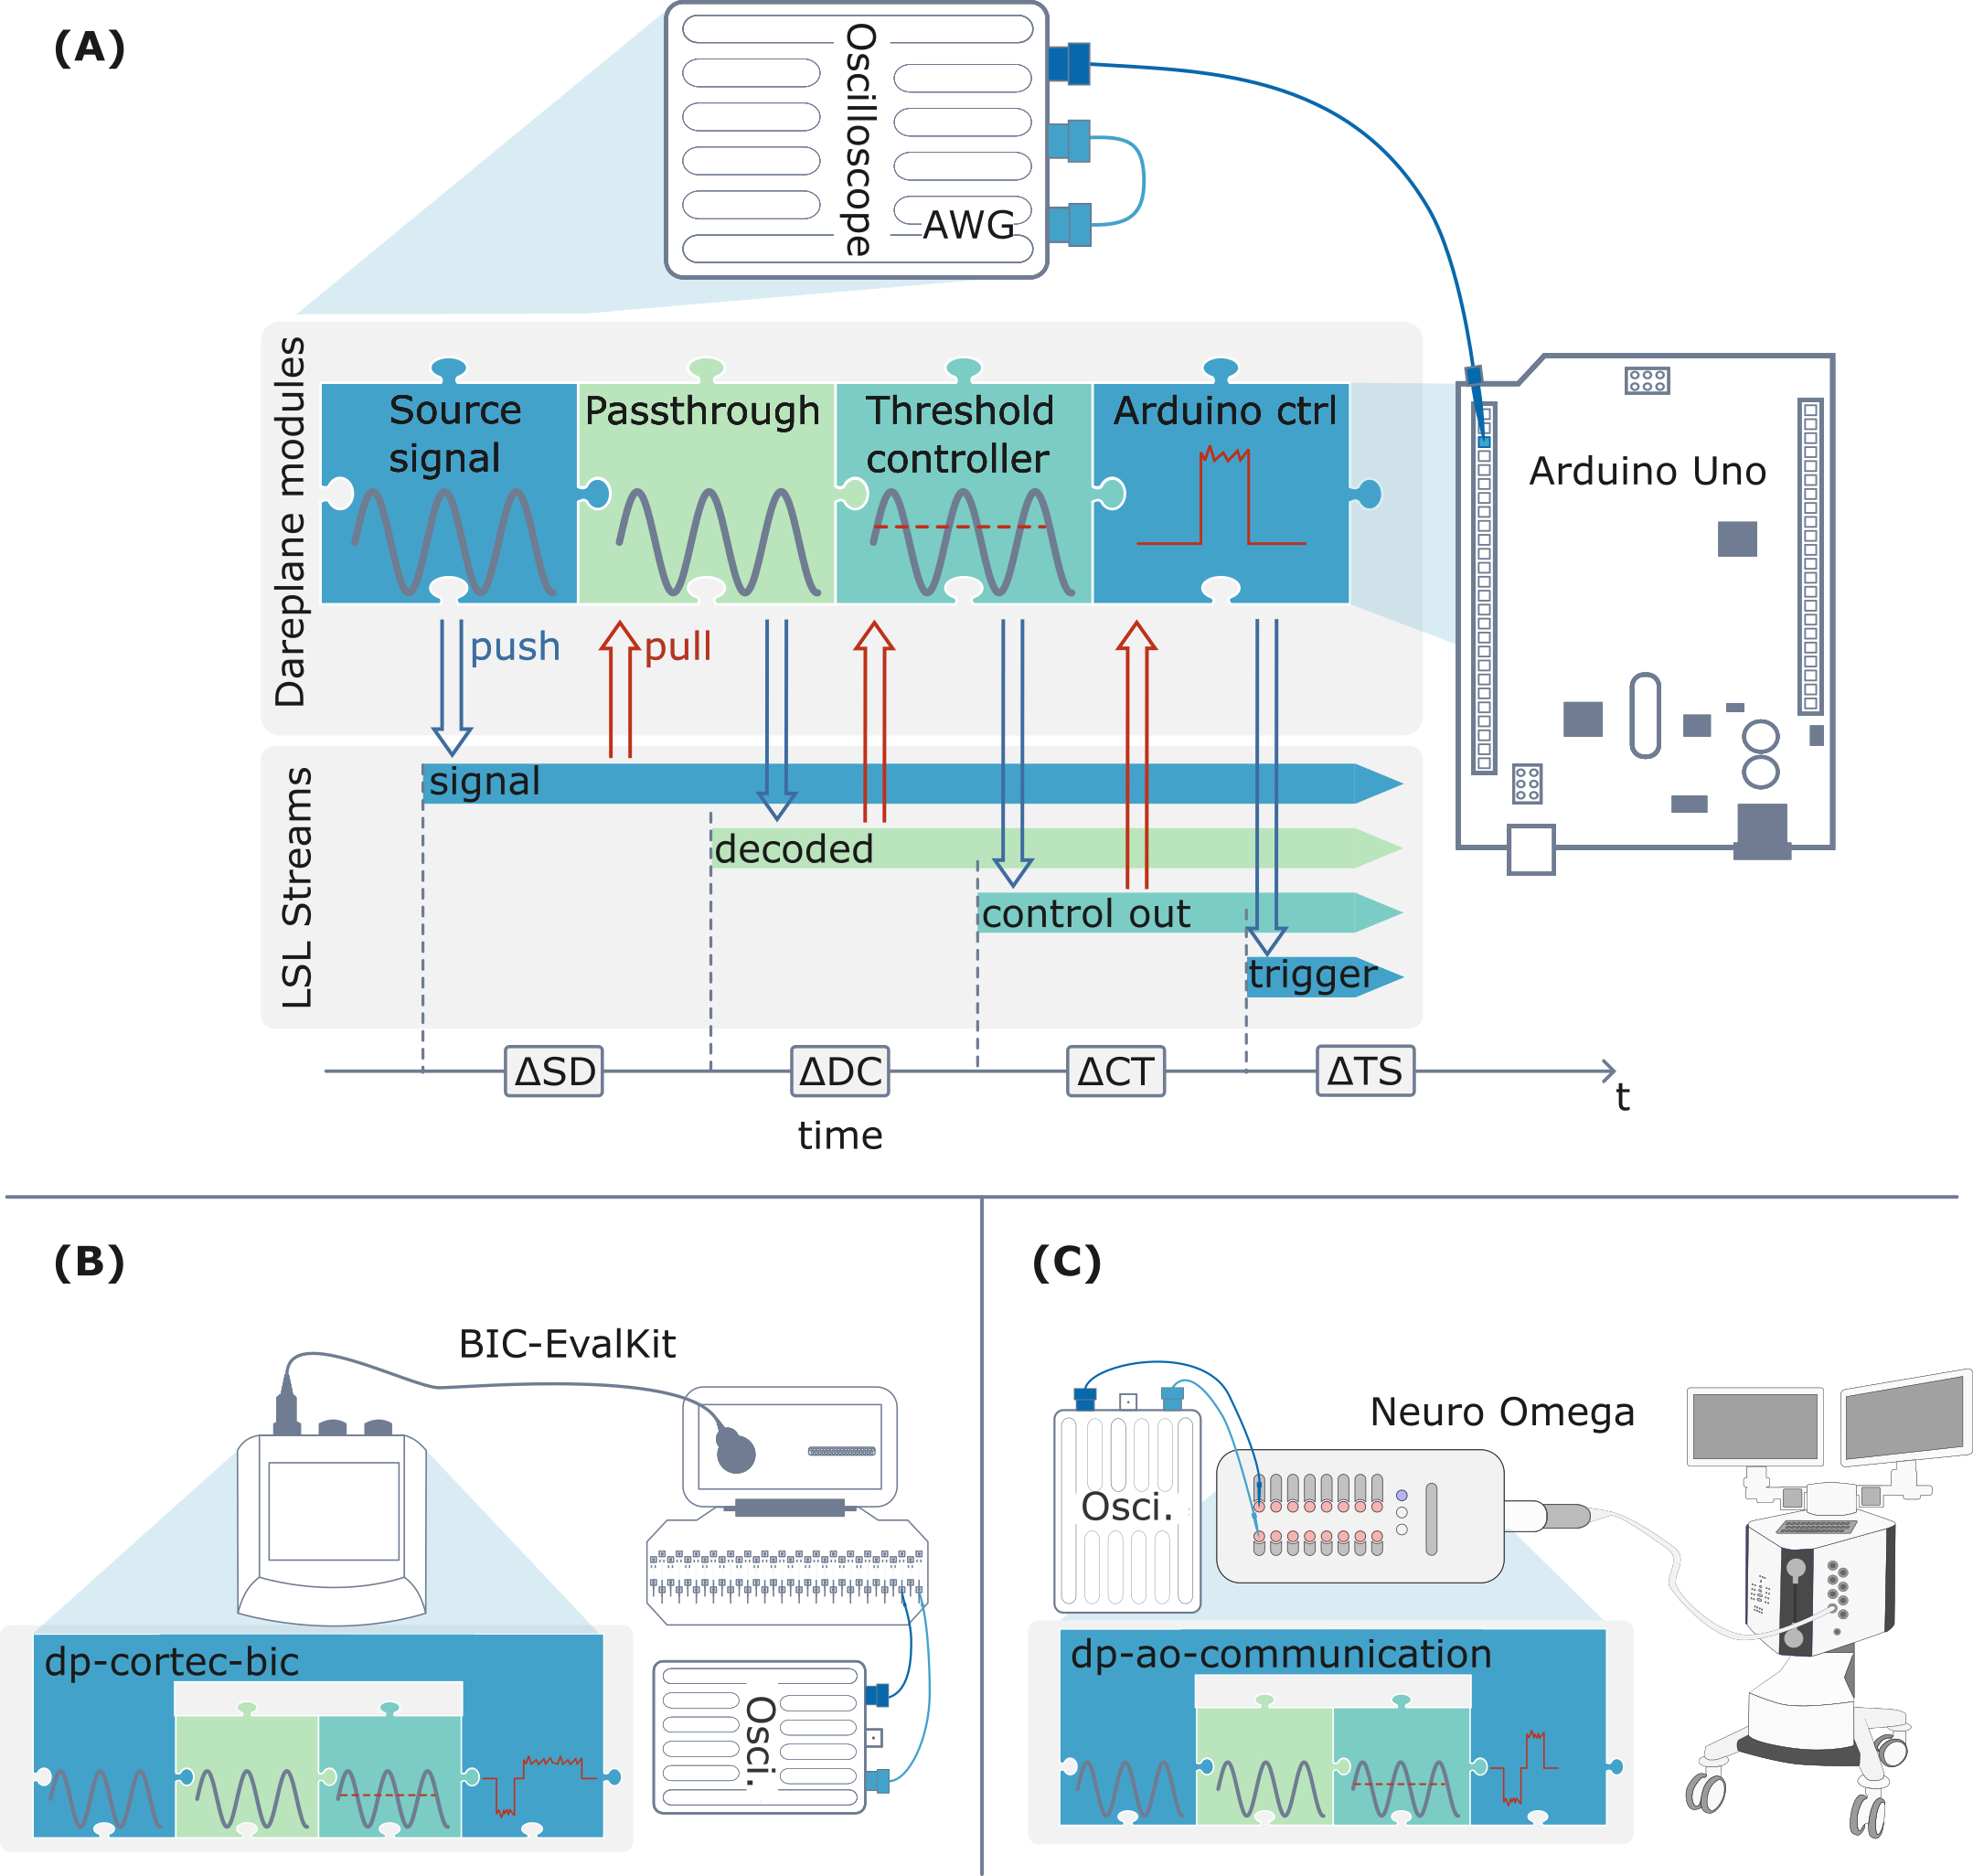 (A)
Oscilloscope
AWG
Dareplane modules
Source
signal
Passthrough
Threshold
controller
Arduino ctrl
Arduino Uno
push
pull
LSL Streams
signal
decoded
control out
trigger
ΔSD
ΔDC
ΔCT
ΔTS
t
time
(B)
BIC-EvalKit
dp-cortec-bic
Osci.
(C)
Neuro Omega
Osci.
dp-ao-communication